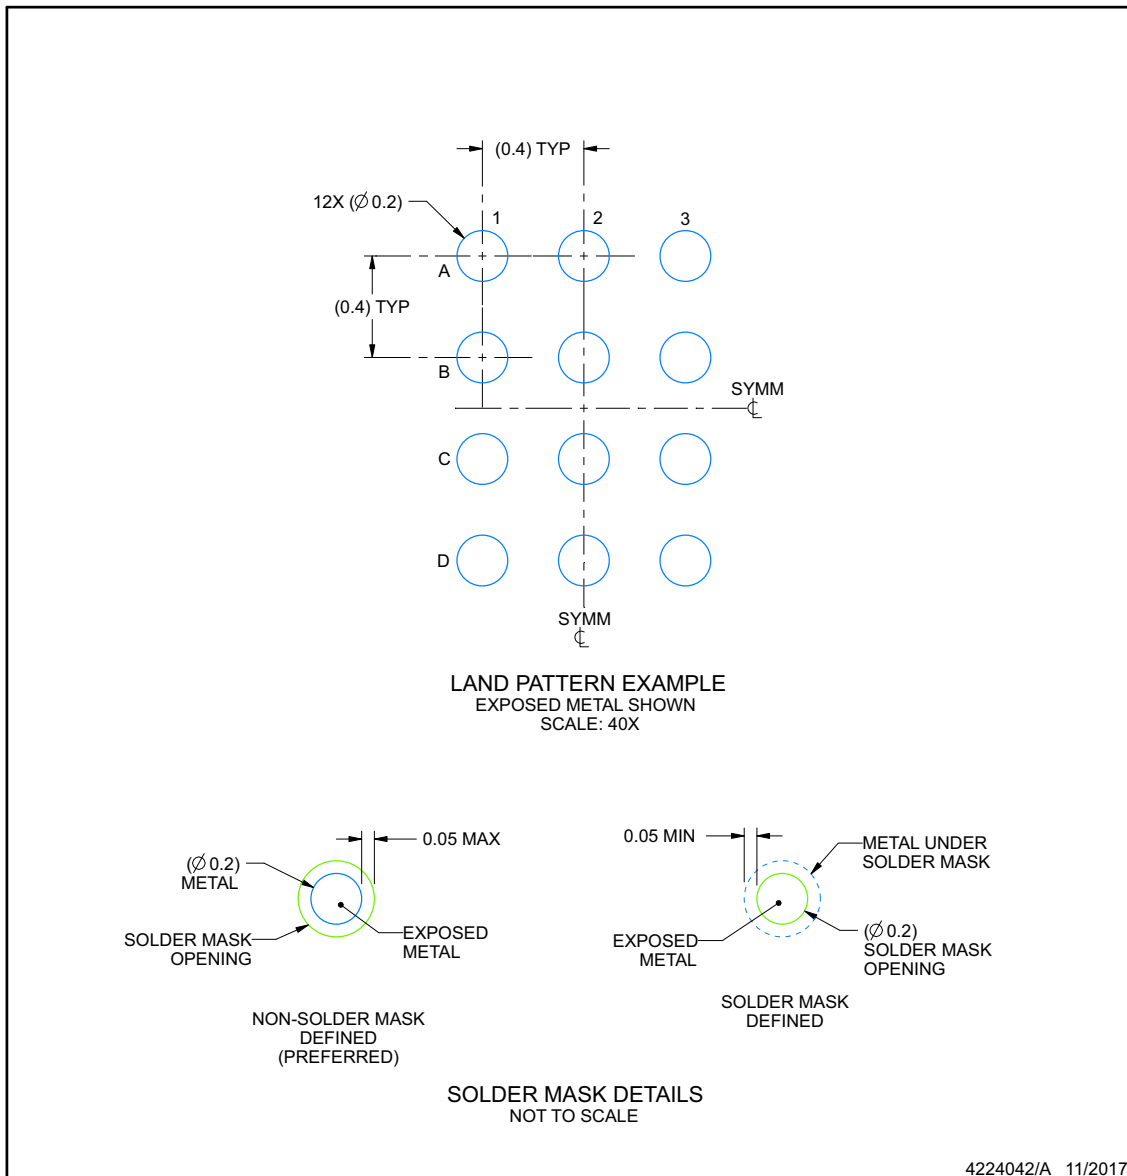 (0.4) TYP
12X (∅ 0.2)
1
2
3
A
(0.4) TYP
B
SYMM
℄
C
D
SYMM
℄
LAND PATTERN EXAMPLE
EXPOSED METAL SHOWN
SCALE: 40X
0.05 MAX
(∅ 0.2)
METAL
SOLDER MASK
OPENING
EXPOSED
METAL
NON-SOLDER MASK
DEFINED
(PREFERRED)
0.05 MIN
METAL UNDER
SOLDER MASK
EXPOSED
METAL
(∅ 0.2)
SOLDER MASK
OPENING
SOLDER MASK
DEFINED
SOLDER MASK DETAILS
NOT TO SCALE
4224042/A 11/2017